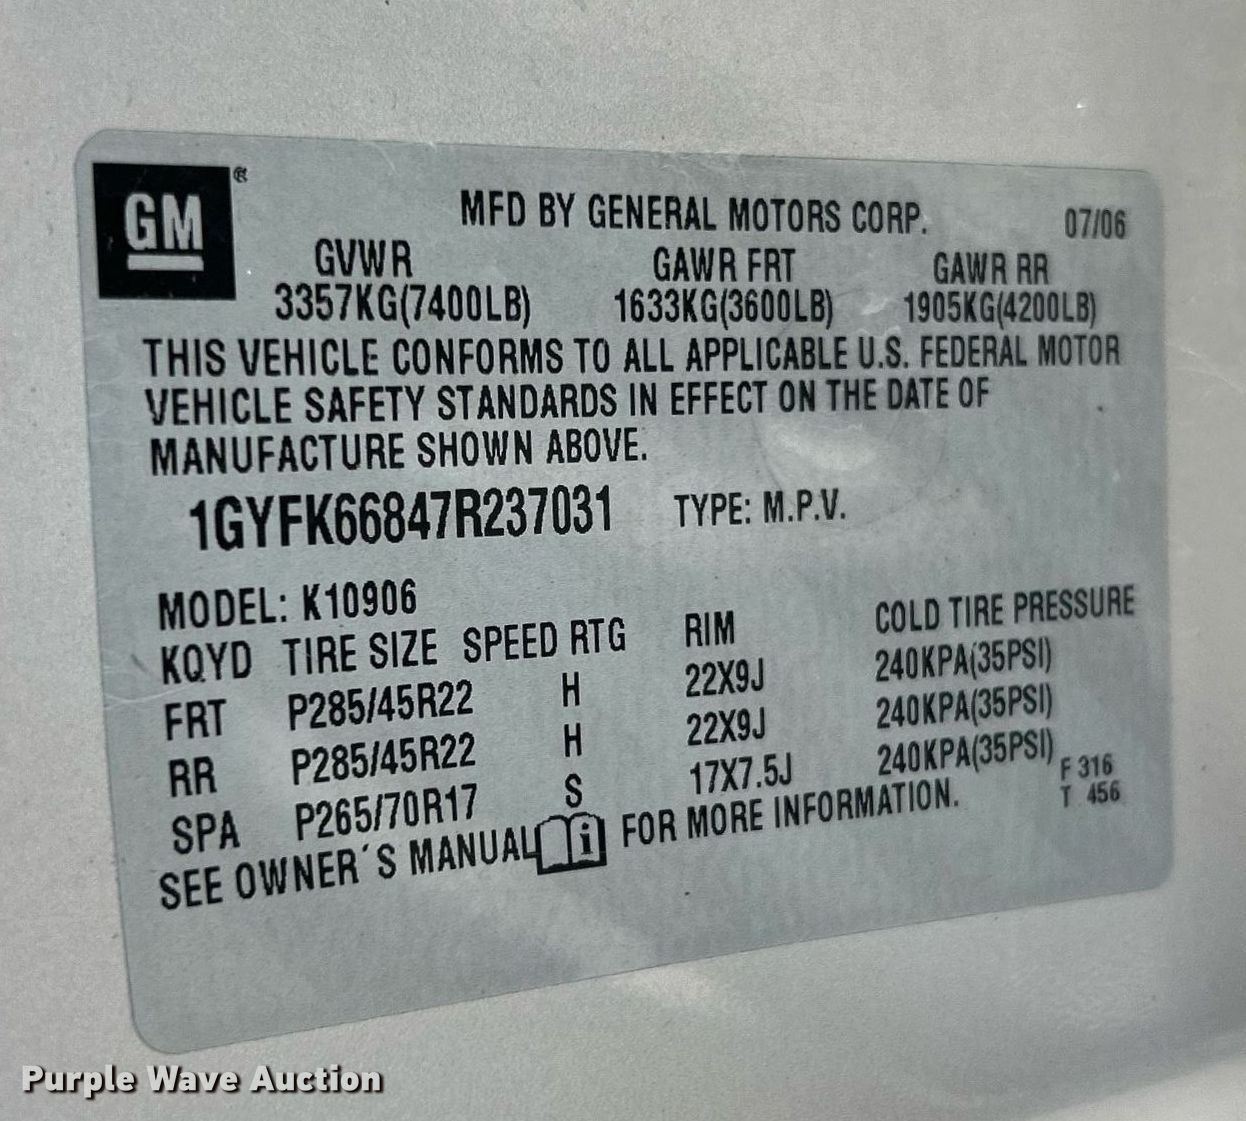 GM®
MFD BY GENERAL MOTORS CORP. 07/06
GVWR GAWR FRT GAWR RR
3357KG(7400LB) 1633KG(3600LB) 1905KG(4200LB)
THIS VEHICLE CONFORMS TO ALL APPLICABLE U.S. FEDERAL MOTOR
VEHICLE SAFETY STANDARDS IN EFFECT ON THE DATE OF
MANUFACTURE SHOWN ABOVE.
1GYFK66847R237031 TYPE: M.P.V.
MODEL: K10906
KQYD TIRE SIZE SPEED RTG RIM COLD TIRE PRESSURE
FRT P285/45R22 H 22X9J 240KPA(35PSI)
RR P285/45R22 H 22X9J 240KPA(35PSI)
SPA P265/70R17 S 17X7.5J 240KPA(35PSI)
F 316
T 456
SEE OWNER´S MANUAL i FOR MORE INFORMATION.
Purple Wave Auction